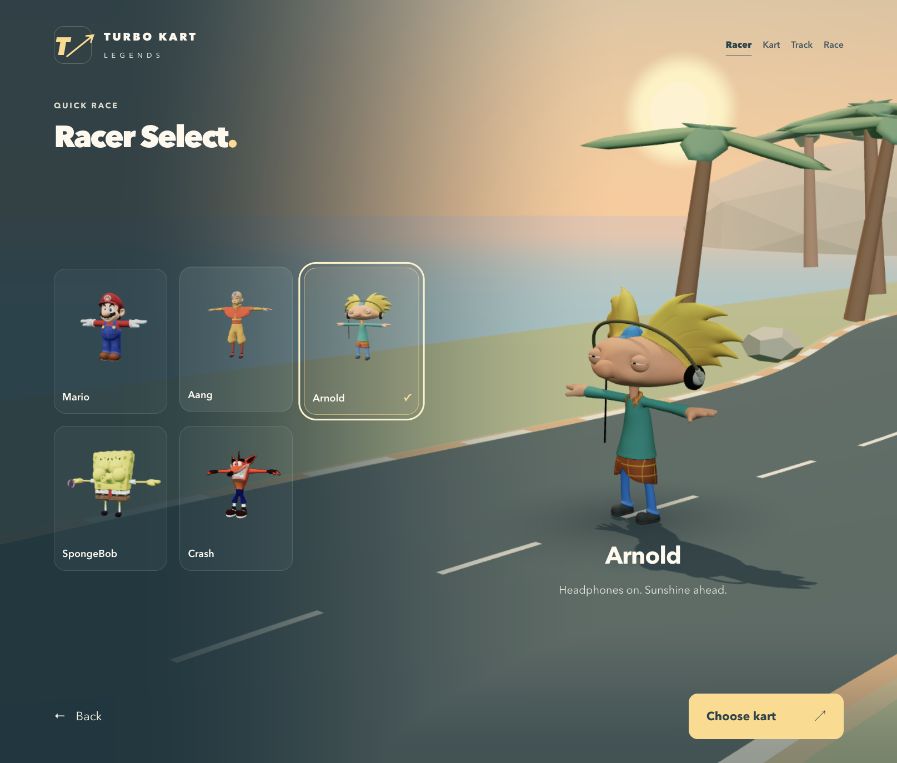 TURBO KART
LEGENDS
Racer Kart Track Race
QUICK RACE
Racer Select.
Mario
Aang
Arnold ✓
SpongeBob
Crash
Arnold
Headphones on. Sunshine ahead.
← Back
Choose kart ↗